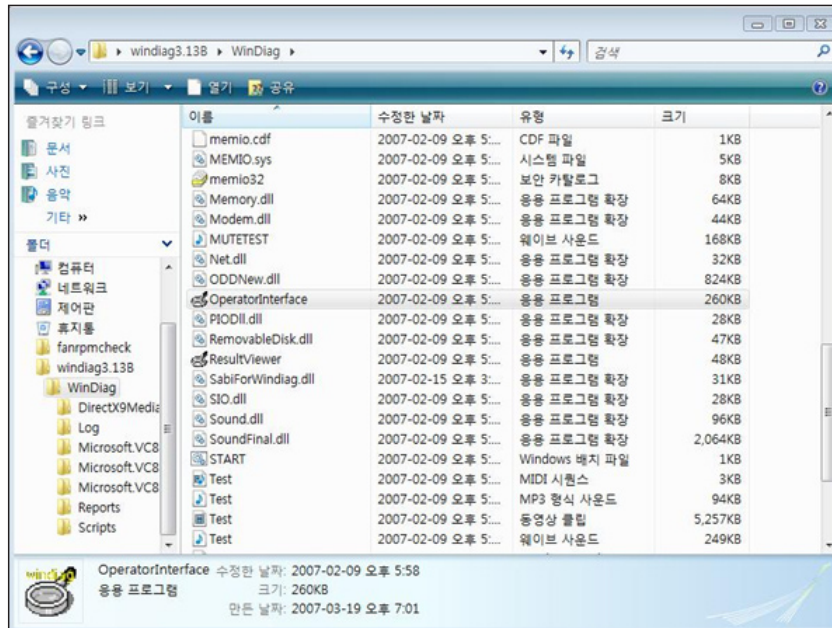 windiag3.13B ▸ WinDiag ▸ 검색
구성 보기 열기 공유
즐겨찾기 링크
문서
사진
음악
기타 »
폴더
컴퓨터
네트워크
제어판
휴지통
fanrpmcheck
windiag3.13B
WinDiag
DirectX9Media
Log
Microsoft.VC8
Microsoft.VC8
Microsoft.VC8
Reports
Scripts
이름 수정한 날짜 유형 크기
memio.cdf 2007-02-09 오후 5:... CDF 파일 1KB
MEMIO.sys 2007-02-09 오후 5:... 시스템 파일 5KB
memio32 2007-02-09 오후 5:... 보안 카탈로그 8KB
Memory.dll 2007-02-09 오후 5:... 응용 프로그램 확장 64KB
Modem.dll 2007-02-09 오후 5:... 응용 프로그램 확장 44KB
MUTETEST 2007-02-09 오후 5:... 웨이브 사운드 168KB
Net.dll 2007-02-09 오후 5:... 응용 프로그램 확장 32KB
ODDNew.dll 2007-02-09 오후 5:... 응용 프로그램 확장 824KB
OperatorInterface 2007-02-09 오후 5:... 응용 프로그램 260KB
PIODll.dll 2007-02-09 오후 5:... 응용 프로그램 확장 28KB
RemovableDisk.dll 2007-02-09 오후 5:... 응용 프로그램 확장 47KB
ResultViewer 2007-02-09 오후 5:... 응용 프로그램 48KB
SabiForWindiag.dll 2007-02-15 오후 3:... 응용 프로그램 확장 31KB
SIO.dll 2007-02-09 오후 5:... 응용 프로그램 확장 28KB
Sound.dll 2007-02-09 오후 5:... 응용 프로그램 확장 96KB
SoundFinal.dll 2007-02-09 오후 5:... 응용 프로그램 확장 2,064KB
START 2007-02-09 오후 5:... Windows 배치 파일 1KB
Test 2007-02-09 오후 5:... MIDI 시퀀스 3KB
Test 2007-02-09 오후 5:... MP3 형식 사운드 94KB
Test 2007-02-09 오후 5:... 동영상 클립 5,257KB
Test 2007-02-09 오후 5:... 웨이브 사운드 249KB
windiag
OperatorInterface 수정한 날짜: 2007-02-09 오후 5:58
응용 프로그램 크기: 260KB
만든 날짜: 2007-03-19 오후 7:01